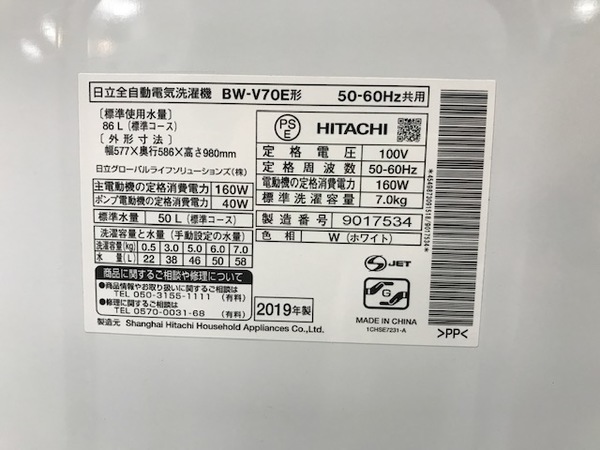 日立全自動電気洗濯機 BW-V70E形 50-60Hz共用
〔標準使用水量〕
86L(標準コース)
〔外形寸法〕
幅577×奥行586×高さ980mm
日立グローバルライフソリューションズ(株)
主電動機の定格消費電力 160W
ポンプ電動機の定格消費電力 40W
標準水量 50L(標準コース)
洗濯容量と水量(手動設定の水量)
洗濯容量(kg) 0.5 3.0 5.0 6.0 7.0
水量(L) 22 38 46 50 58
商品に関するご相談や修理について
●商品情報やお取り扱いに関するご相談
TEL 050-3155-1111 (有料)
●修理に関するご相談
TEL 0570-0031-68 (有料)
製造元 Shanghai Hitachi Household Appliances Co.,Ltd.
PS
E
HITACHI
定格電圧 100V
定格周波数 50-60Hz
電動機の定格消費電力 160W
標準洗濯容量 7.0kg
製造番号 9017534
色相 W(ホワイト)
2019年製
S JET
G
MADE IN CHINA
1CHSE7231-A
>PP<